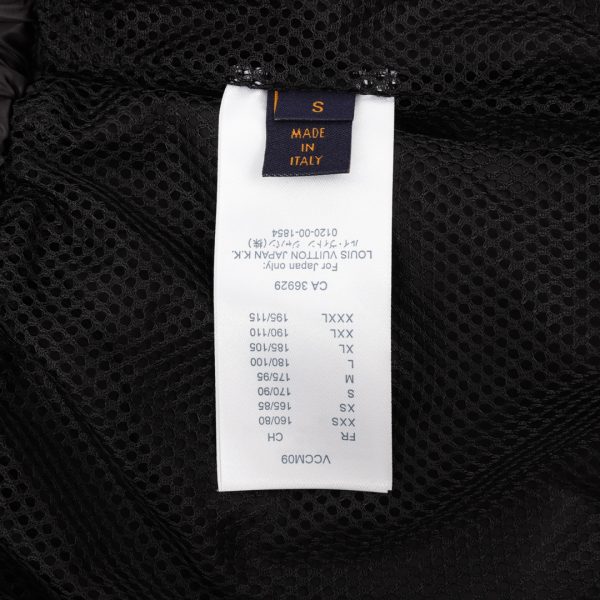 S
MADE
IN
ITALY
VCCM09
FR CH
XXS 160/80
XS 165/85
S 170/90
M 175/95
L 180/100
XL 185/105
XXL 190/110
XXXL 195/115
CA 36929
For Japan only:
LOUIS VUITTON JAPAN K.K.
ルイ・ヴィトン ジャパン(株)
0120-00-1854